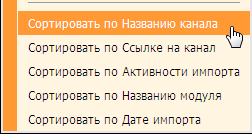 Сортировать по Названию канала
Сортировать по Ссылке на канал
Сортировать по Активности импорта
Сортировать по Названию модуля
Сортировать по Дате импорта